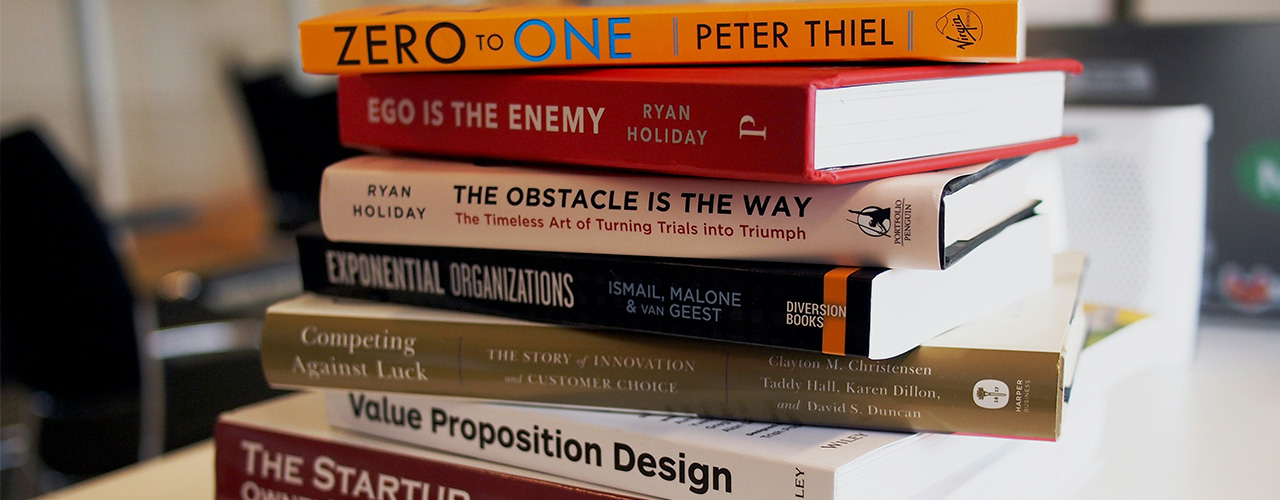 ZERO TO ONE PETER THIEL Virgin BOOKS
EGO IS THE ENEMY RYAN HOLIDAY P
RYAN HOLIDAY THE OBSTACLE IS THE WAY
The Timeless Art of Turning Trials into Triumph
PORTFOLIO PENGUIN
EXPONENTIAL ORGANIZATIONS ISMAIL, MALONE
& VAN GEEST
DIVERSION
BOOKS
Competing
Against Luck
THE STORY of INNOVATION
and CUSTOMER CHOICE
Clayton M. Christensen
Taddy Hall, Karen Dillon,
and David S. Duncan
HARPER
BUSINESS
Value Proposition Design
WILEY
WILEY
THE STARTUP